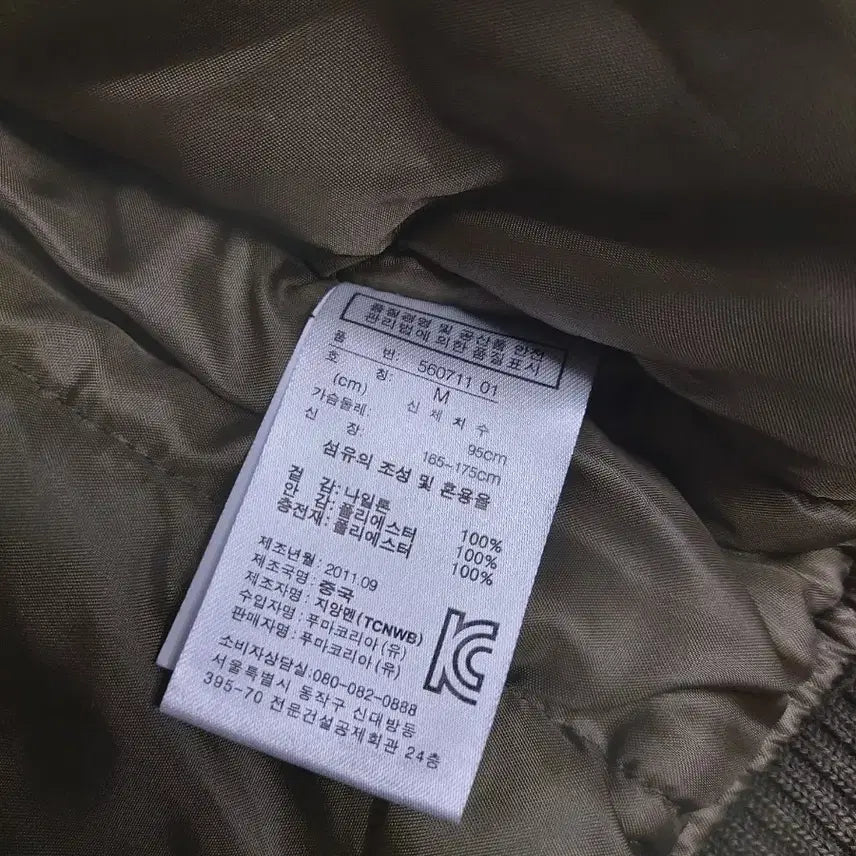 품질경영 및 공산품 안전
관리법에 의한 품질표시
품 번 560711 01
호 칭: M
(cm) 신 체 치 수
가슴둘레: 95cm
신 장: 165~175cm
섬유의 조성 및 혼용율
겉 감: 나일론 100%
안 감: 폴리에스터 100%
충전재: 폴리에스터 100%
제조년월 : 2011.09
제조국명 : 중국
제조자명 : 지앙맨(TCNWB)
수입자명 : 푸마코리아 (유)
판매자명 : 푸마코리아 (유)
소비자상담실:080-082-0888
서울특별시 동작구 신대방동
395-70 전문건설공제회관 24층